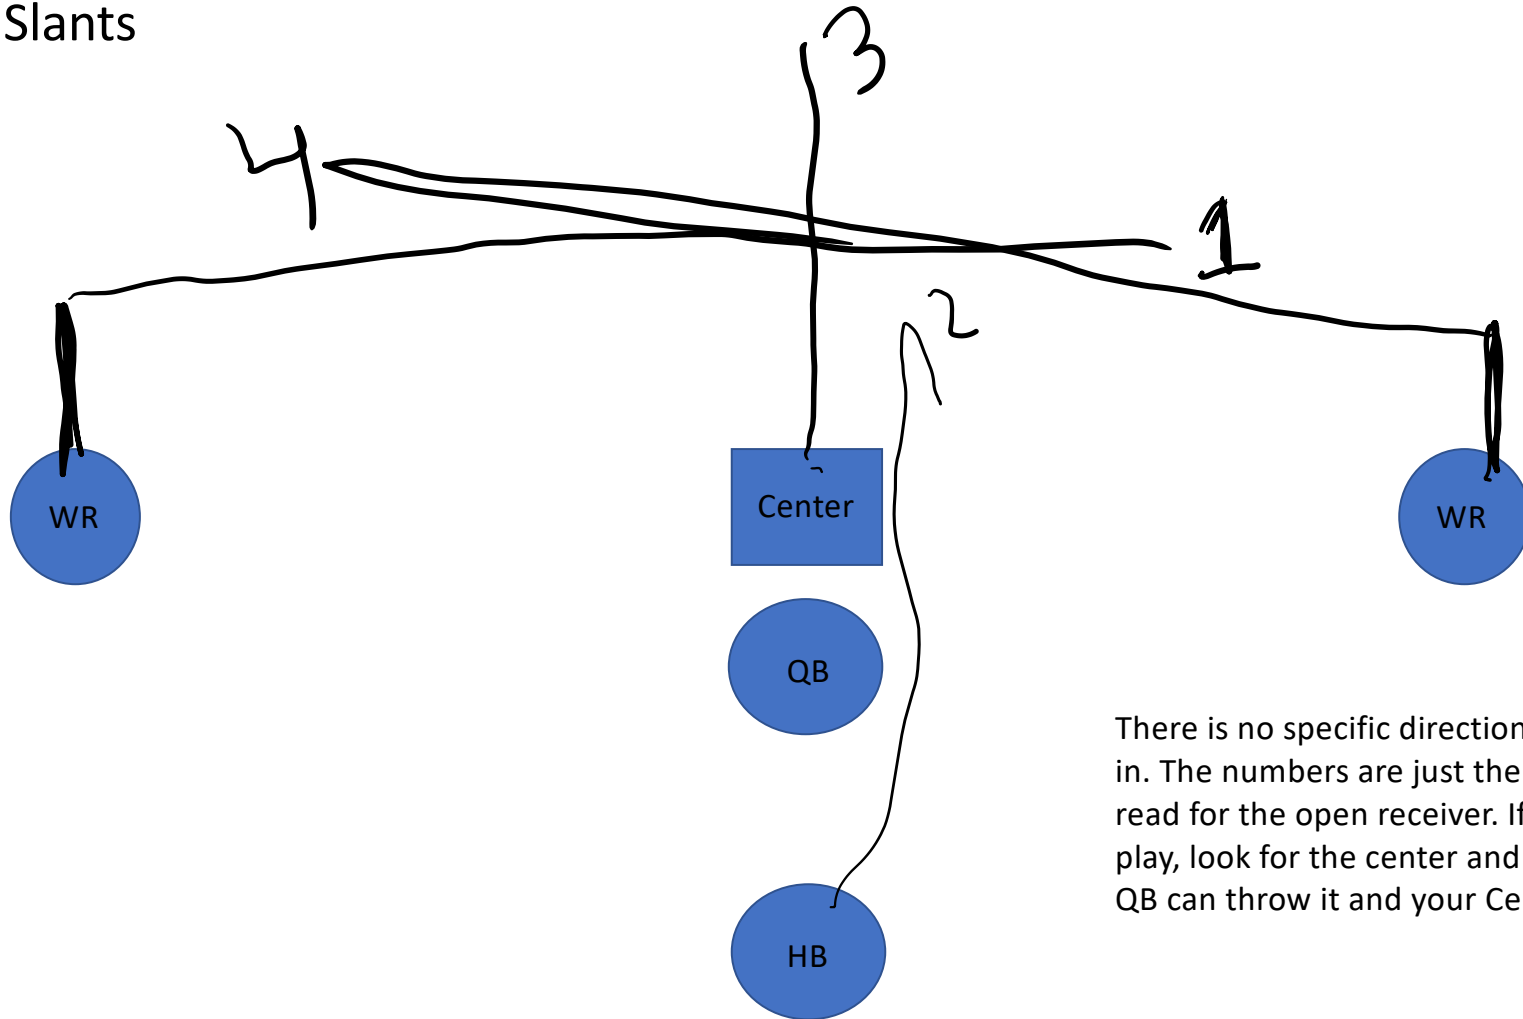 Slants
3
4
1
2
WR
Center
WR
QB
There is no specific direction
in. The numbers are just the
read for the open receiver. If
play, look for the center and
QB can throw it and your Ce
HB